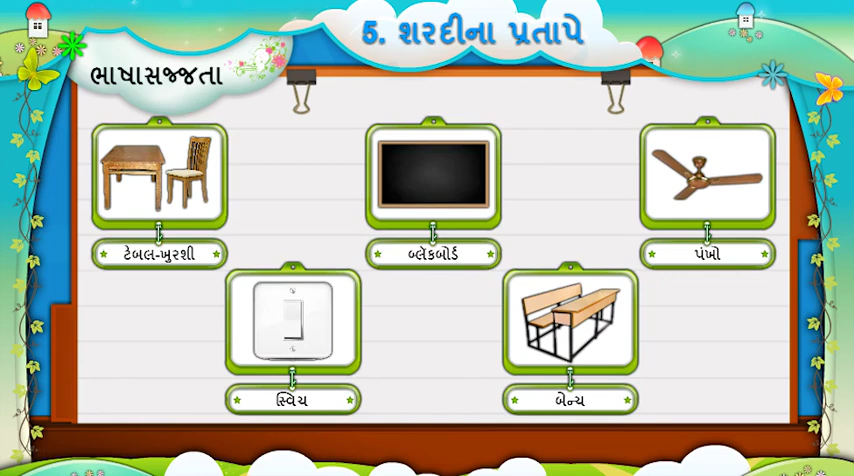 5. શરદીના પ્રતાપે
ભાષાસજ્જતા
ટેબલ-ખુરશી
બ્લૅકબોર્ડ
પંખો
સ્વિચ
બેન્ચ